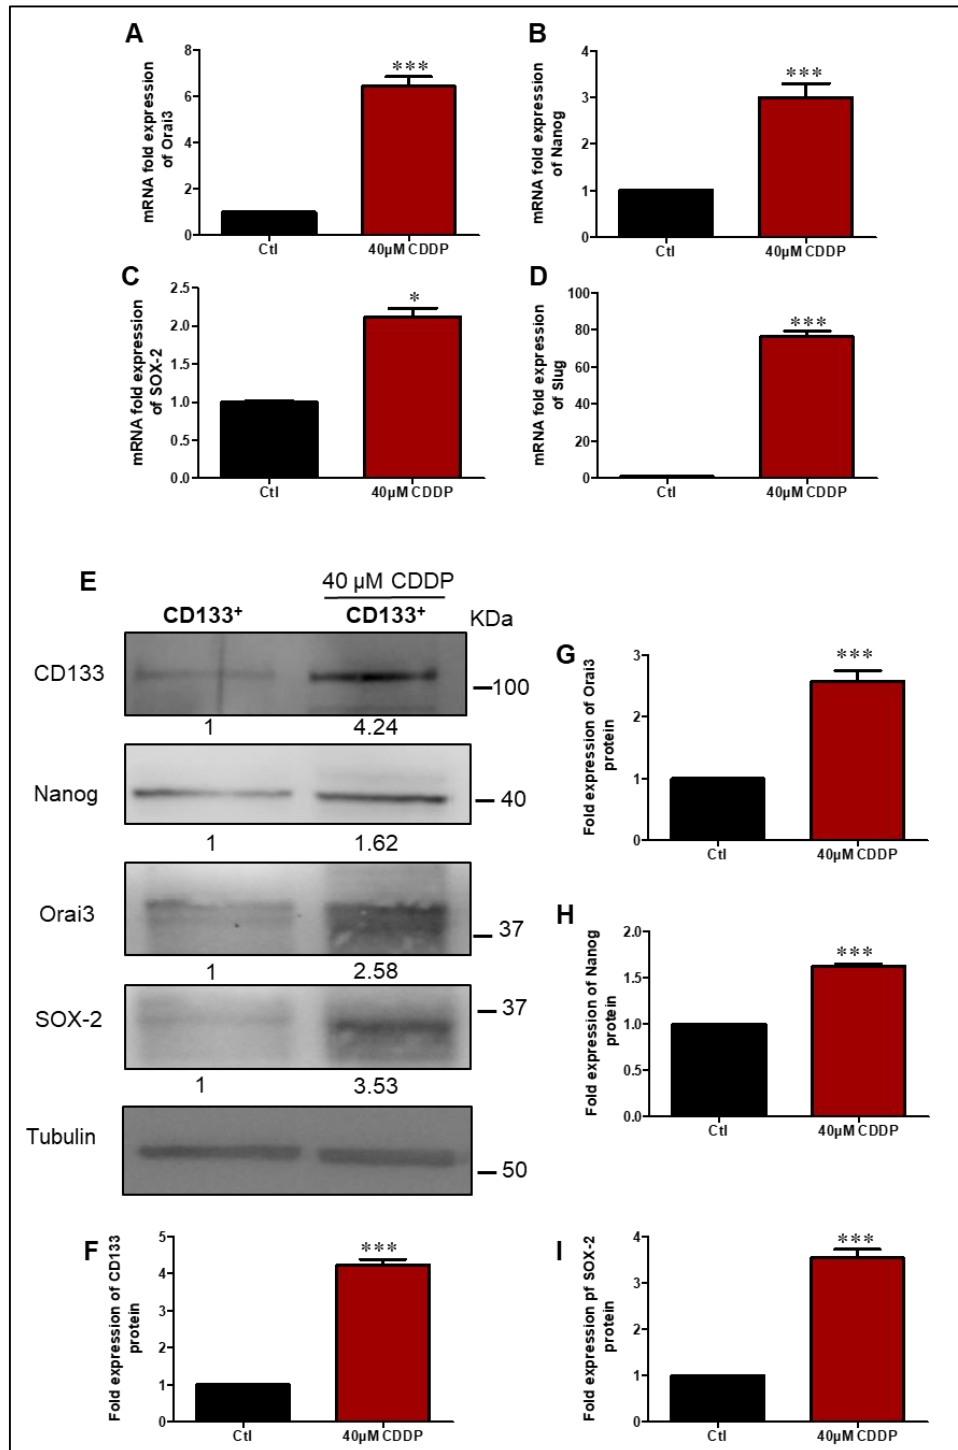 A
mRNA fold expression
of Orai3
8
6
4
2
0
***
Ctl
40µM CDDP
B
mRNA fold expression
of Nanog
4
3
2
1
0
***
Ctl
40µM CDDP
C
mRNA fold expression
of SOX-2
2.5
2.0
1.5
1.0
0.5
0.0
*
Ctl
40µM CDDP
D
mRNA fold expression
of Slug
100
80
60
40
20
0
***
Ctl
40µM CDDP
E
40 µM CDDP
CD133+ CD133+ KDa
CD133
100
1 4.24
Nanog
40
1 1.62
Orai3
37
1 2.58
SOX-2
37
1 3.53
Tubulin
50
F
Fold expression of CD133
protein
5
4
3
2
1
0
***
Ctl
40µM CDDP
G
Fold expression of Orai3
protein
3
2
1
0
***
Ctl
40µM CDDP
H
Fold expression of Nanog
protein
2.0
1.5
1.0
0.5
0.0
***
Ctl
40µM CDDP
I
Fold expression pf SOX-2
protein
4
3
2
1
0
***
Ctl
40µM CDDP